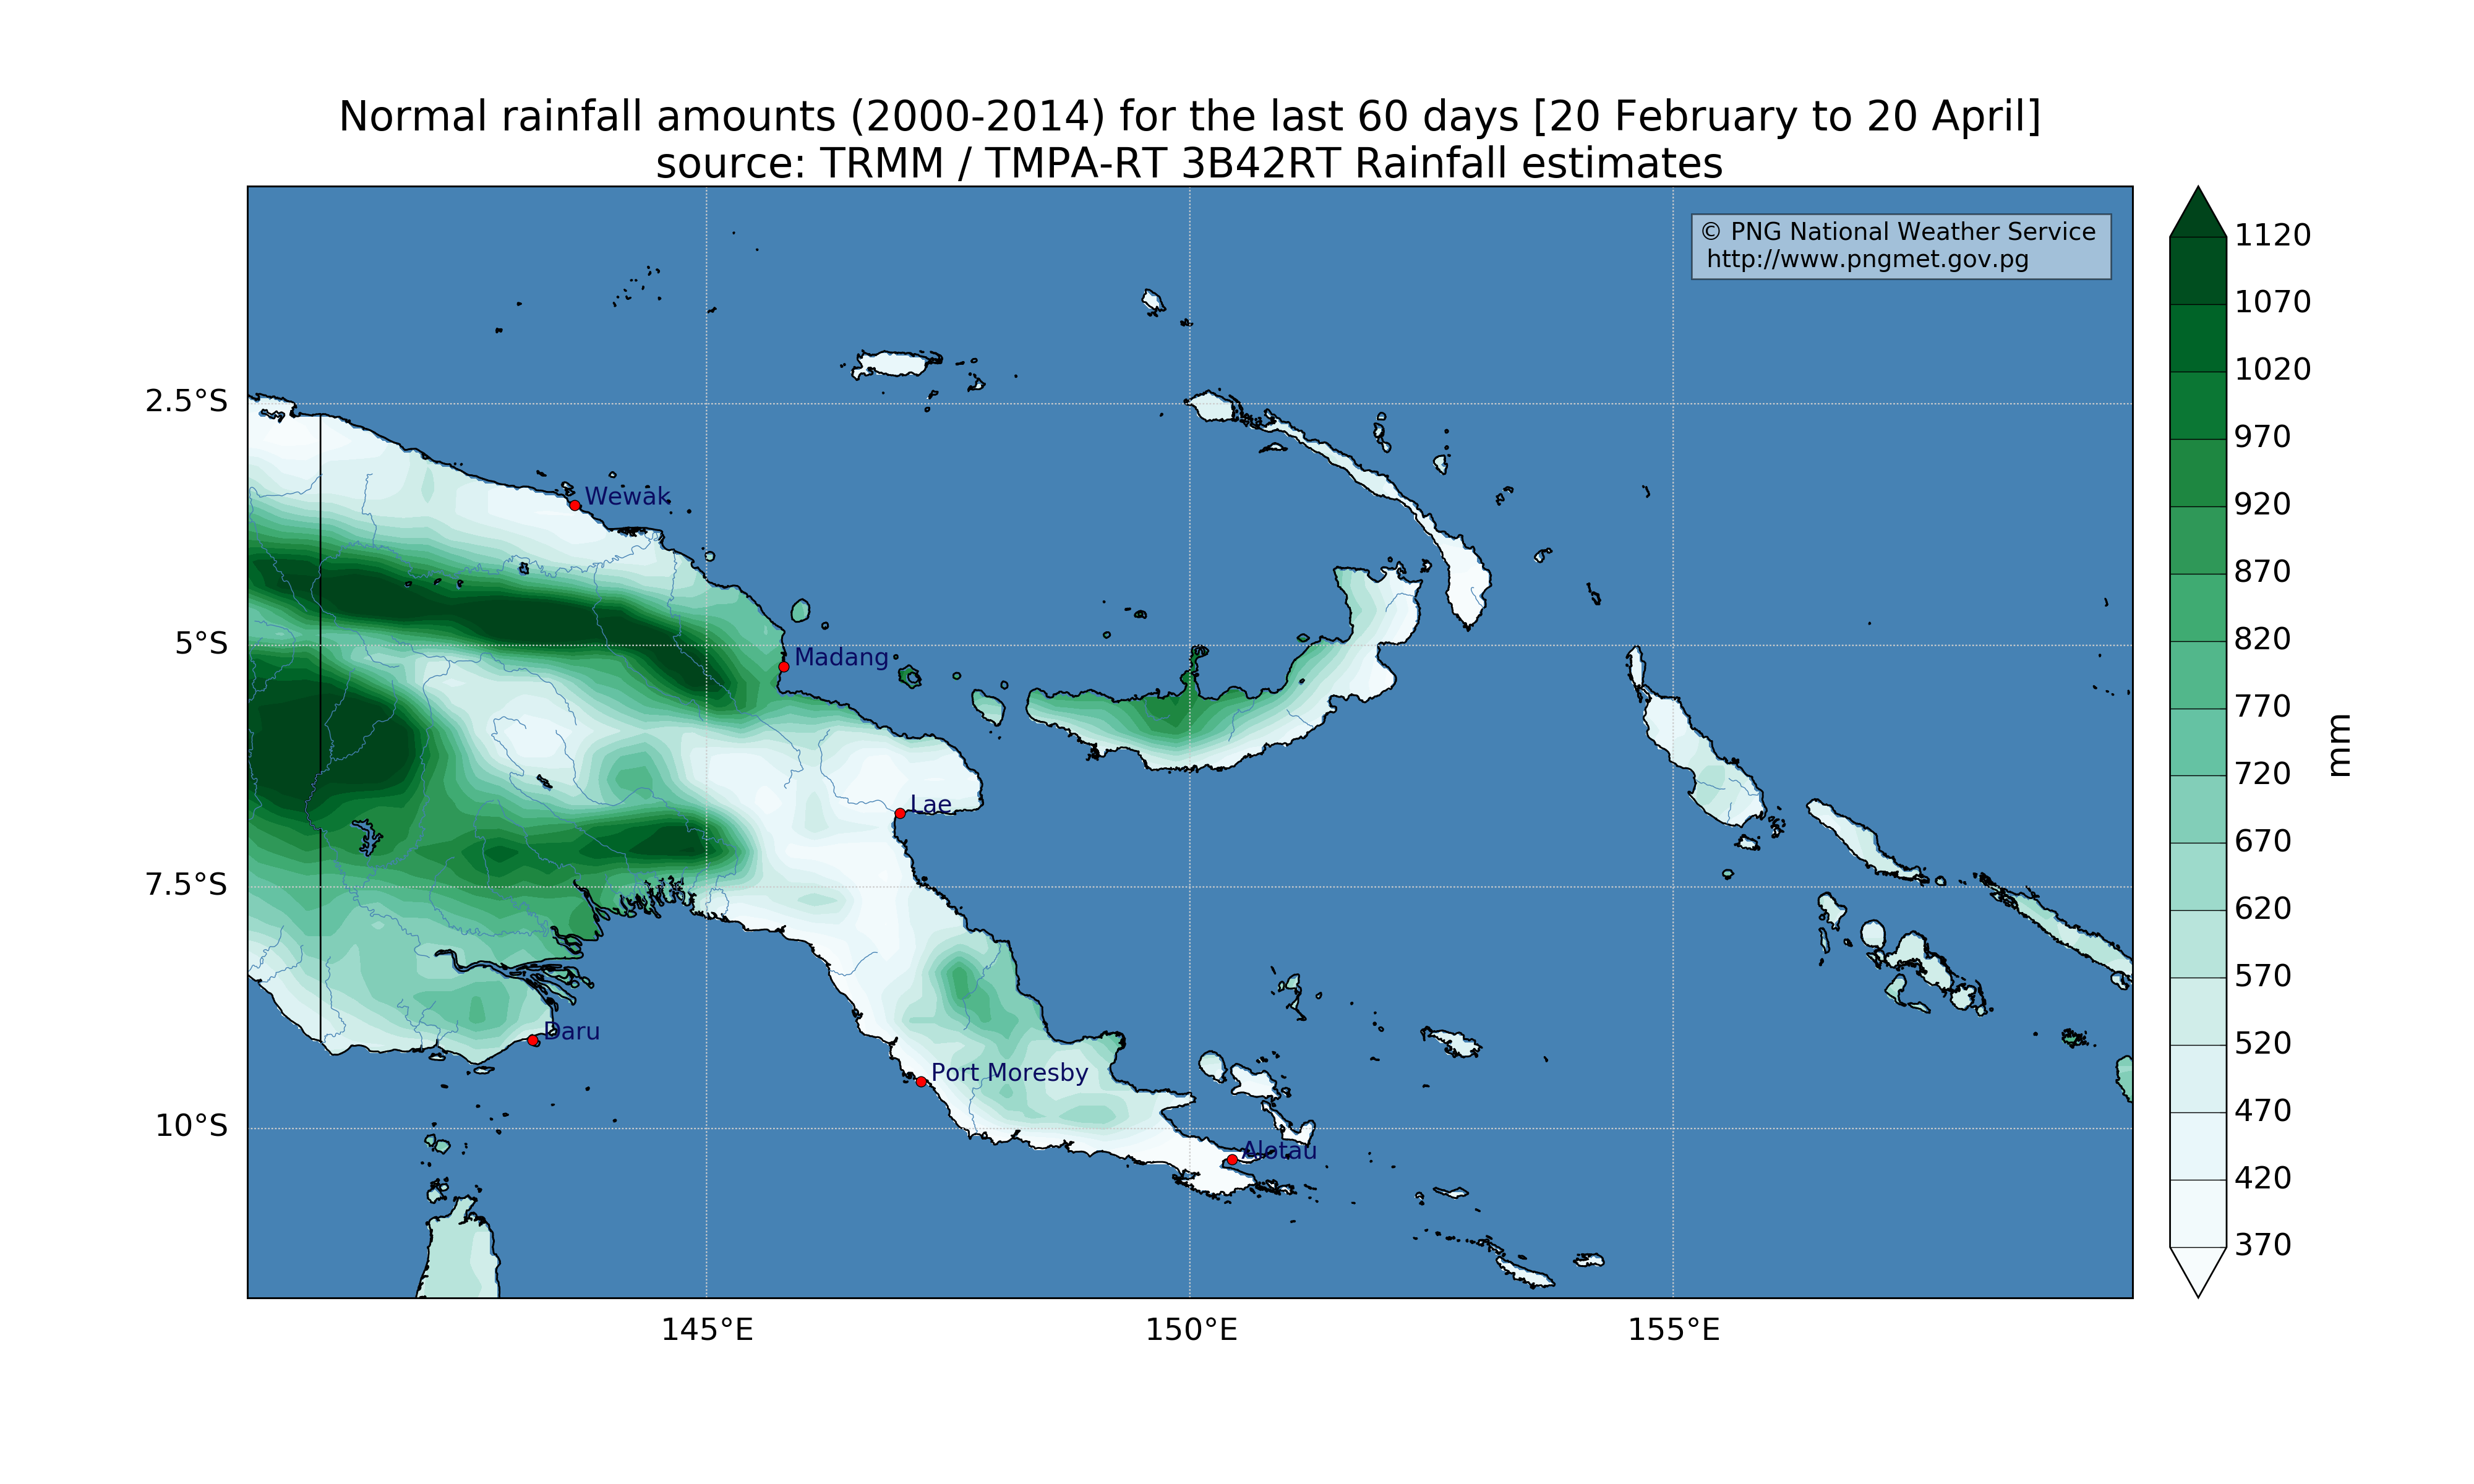 Normal rainfall amounts (2000-2014) for the last 60 days [20 February to 20 April]
source: TRMM / TMPA-RT 3B42RT Rainfall estimates
© PNG National Weather Service
http://www.pngmet.gov.pg
2.5°S
5°S
7.5°S
10°S
Wewak
Madang
Lae
Daru
Port Moresby
Alotau
145°E
150°E
155°E
1120
1070
1020
970
920
870
820
770
720
670
620
570
520
470
420
370
mm